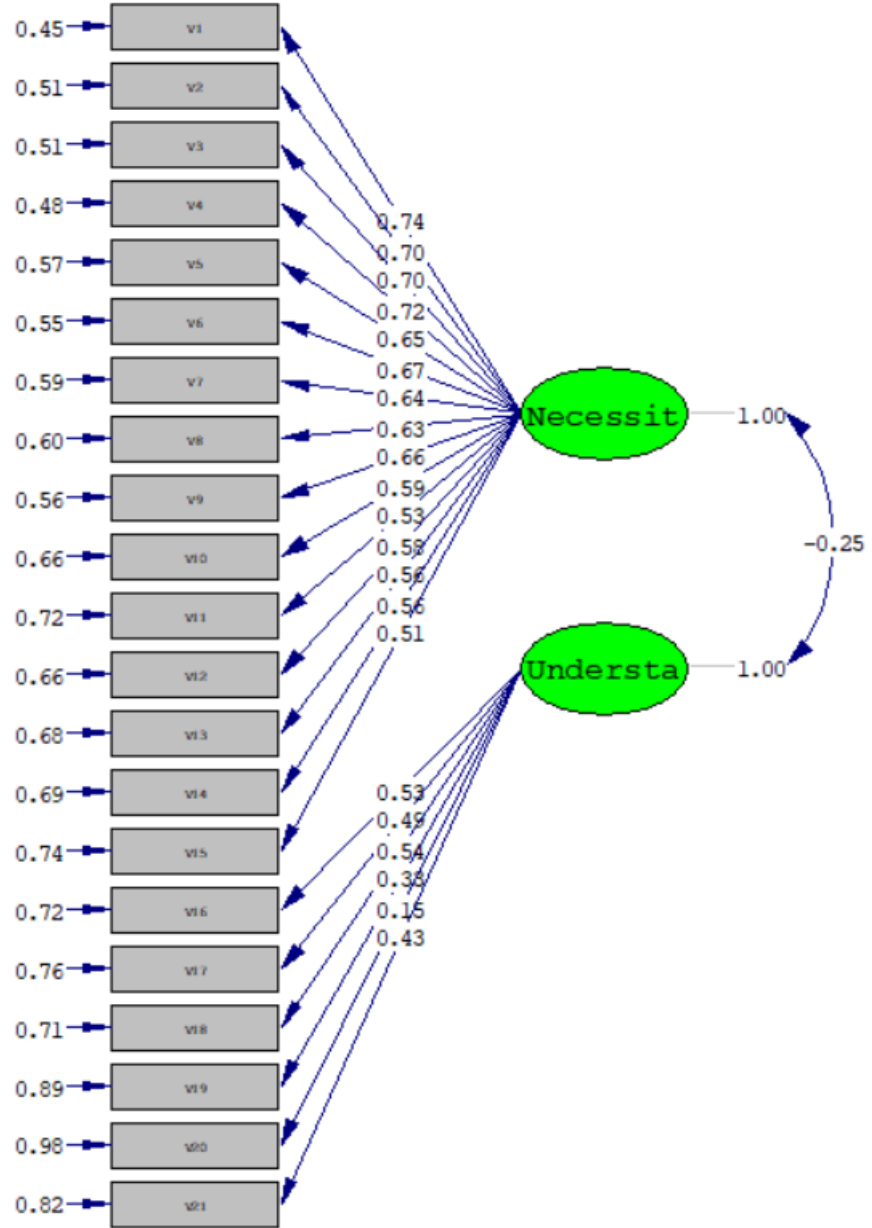 0.45 V1
0.51 V2
0.51 V3
0.48 V4
0.57 V5
0.55 V6
0.59 V7
0.60 V8
0.56 V9
0.66 V10
0.72 V11
0.66 V12
0.68 V13
0.69 V14
0.74 V15
0.72 V16
0.76 V17
0.71 V18
0.89 V19
0.98 V20
0.82 V21
0.74
0.70
0.70
0.72
0.65
0.67
0.64
0.63
0.66
0.59
0.53
0.58
0.56
0.56
0.51
0.53
0.49
0.54
0.33
0.15
0.43
Necessit 1.00
-0.25
Understa 1.00